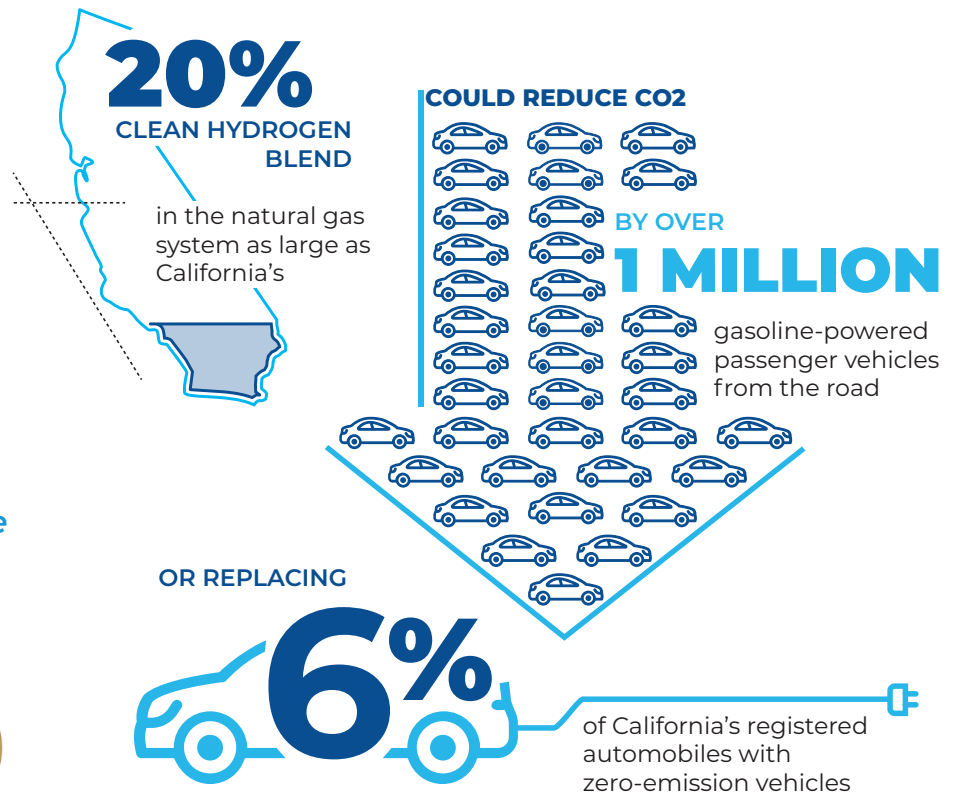 20%
CLEAN HYDROGEN
BLEND
in the natural gas
system as large as
California's
COULD REDUCE CO2
BY OVER
1 MILLION
gasoline-powered
passenger vehicles
from the road
e
OR REPLACING
6%
of California's registered
automobiles with
zero-emission vehicles